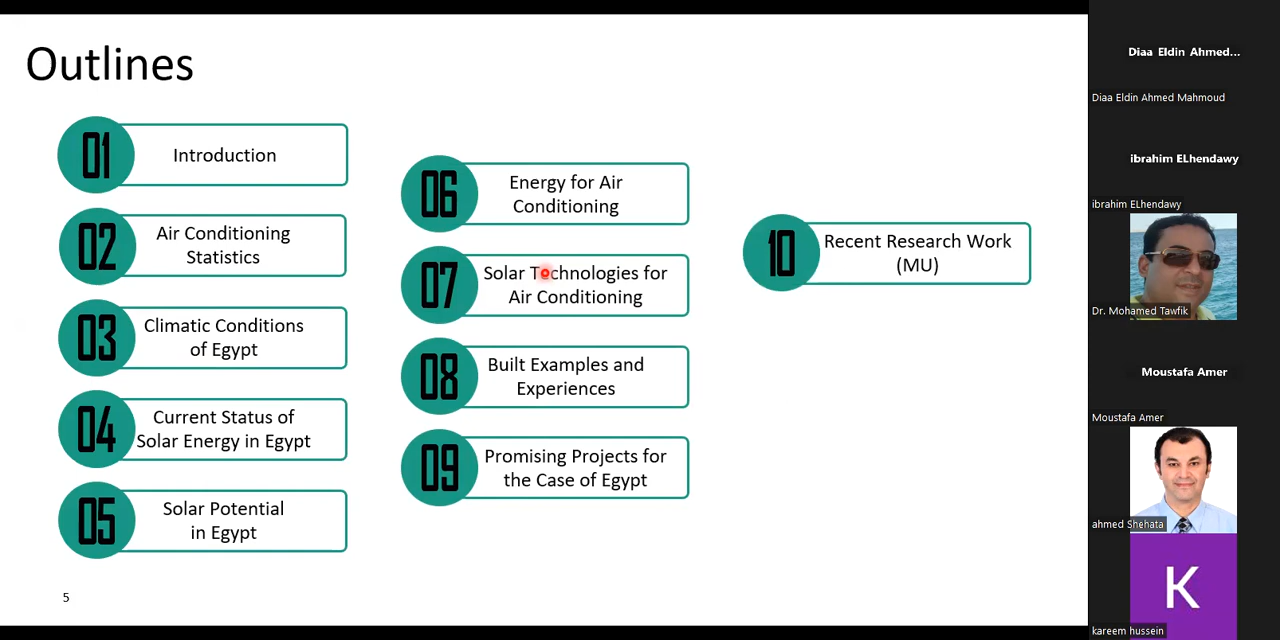 Outlines
01
Introduction
02
Air Conditioning
Statistics
03
Climatic Conditions
of Egypt
04
Current Status of
Solar Energy in Egypt
05
Solar Potential
in Egypt
06
Energy for Air
Conditioning
07
Solar Technologies for
Air Conditioning
08
Built Examples and
Experiences
09
Promising Projects for
the Case of Egypt
10
Recent Research Work
(MU)
5
Diaa Eldin Ahmed...
Diaa Eldin Ahmed Mahmoud
ibrahim ELhendawy
ibrahim ELhendawy
Dr. Mohamed Tawfik
Moustafa Amer
Moustafa Amer
ahmed Shehata
K
kareem hussein